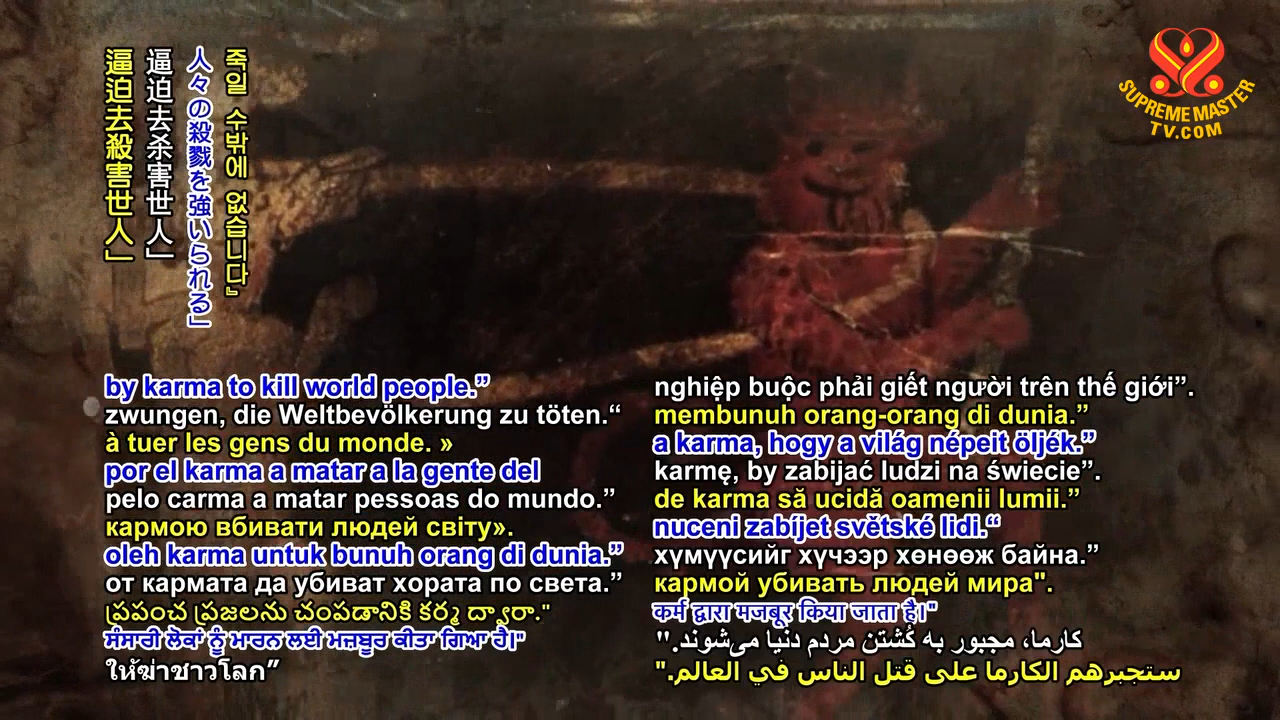 逼迫去殺害世人」
逼迫去杀害世人」
人々の殺戮を強いられる」
죽일 수밖에 없습니다』
SUPREME MASTER
TV.COM
by karma to kill world people.”
zwungen, die Weltbevölkerung zu töten.“
à tuer les gens du monde. »
por el karma a matar a la gente del
pelo carma a matar pessoas do mundo.”
кармою вбивати людей світу».
oleh karma untuk bunuh orang di dunia.”
от кармата да убиват хората по света.”
ప్రపంచ ప్రజలను చంపడానికి కర్మ ద్వారా."
ਸੰਸਾਰੀ ਲੋਕਾਂ ਨੂੰ ਮਾਰਨ ਲਈ ਮਜ਼ਬੂਰ ਕੀਤਾ ਗਿਆ ਹੈ।"
ให้ฆ่าชาวโลก”
nghiệp buộc phải giết người trên thế giới”.
membunuh orang-orang di dunia.”
a karma, hogy a világ népeit öljék.”
karmę, by zabijać ludzi na świecie”.
de karma să ucidă oamenii lumii.”
nuceni zabíjet světské lidi.“
хүмүүсийг хүчээр хөнөөж байна.”
кармой убивать людей мира".
कर्म द्वारा मजबूर किया जाता है।"
کارما، مجبور به کُشتن مردم دنیا می‌شوند."
ستجبرهم الكارما على قتل الناس في العالم."